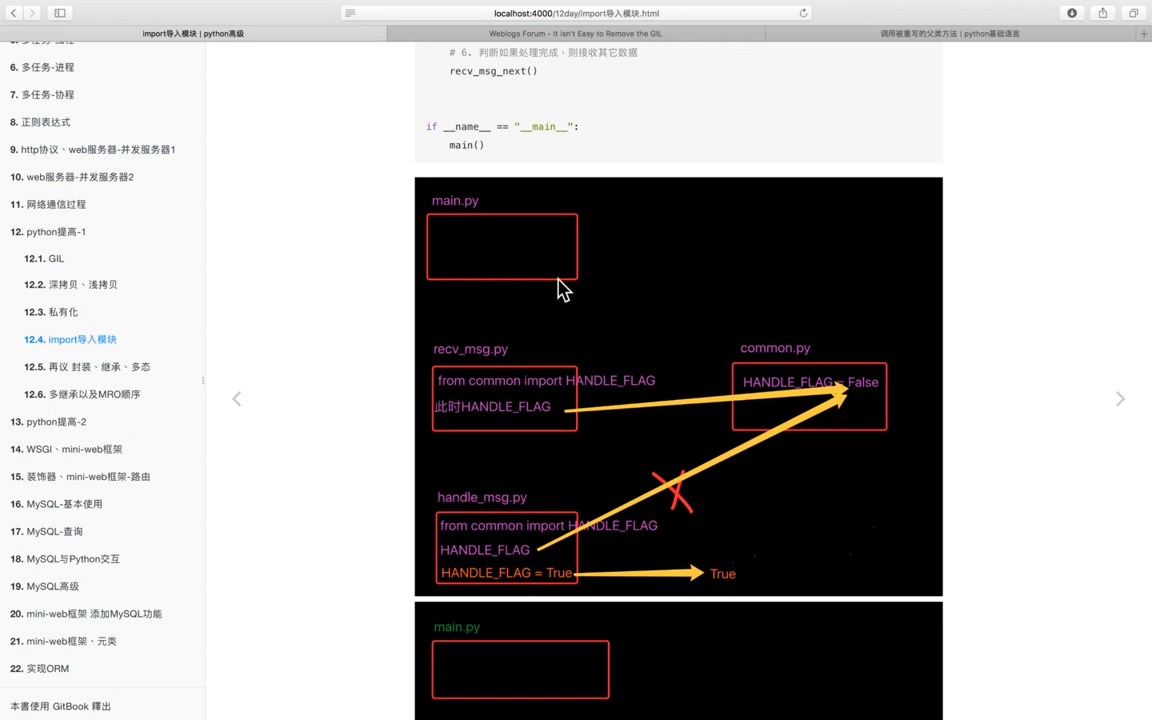 localhost:4000/12day/import导入模块.html
import导入模块 | python高级
Weblogs Forum - It isn't Easy to Remove the GIL
调用被重写的父类方法 | python基础语言
6. 多任务-进程
7. 多任务-协程
8. 正则表达式
9. http协议、web服务器-并发服务器1
10. web服务器-并发服务器2
11. 网络通信过程
12. python提高-1
12.1. GIL
12.2. 深拷贝、浅拷贝
12.3. 私有化
12.4. import导入模块
12.5. 再议 封装、继承、多态
12.6. 多继承以及MRO顺序
13. python提高-2
14. WSGI、mini-web框架
15. 装饰器、mini-web框架-路由
16. MySQL-基本使用
17. MySQL-查询
18. MySQL与Python交互
19. MySQL高级
20. mini-web框架 添加MySQL功能
21. mini-web框架、元类
22. 实现ORM
本書使用 GitBook 釋出
# 6. 判断如果处理完成，则接收其它数据
recv_msg_next()
if __name__ == "__main__":
main()
main.py
recv_msg.py
from common import HANDLE_FLAG
此时HANDLE_FLAG
common.py
HANDLE_FLAG = False
handle_msg.py
from common import HANDLE_FLAG
HANDLE_FLAG
HANDLE_FLAG = True
True
main.py